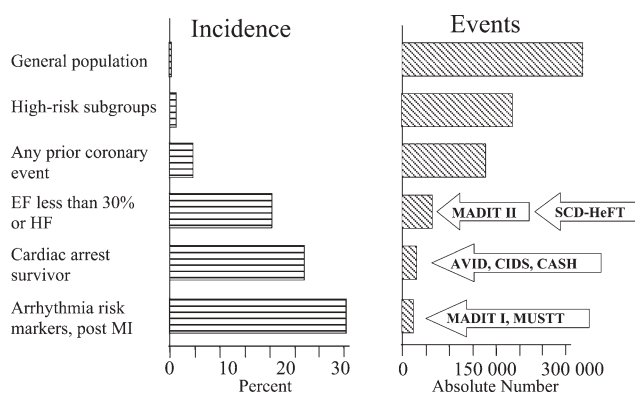 Incidence
Events
General population
High-risk subgroups
Any prior coronary
event
EF less than 30%
or HF
MADIT II
SCD-HeFT
Cardiac arrest
survivor
AVID, CIDS, CASH
Arrhythmia risk
markers, post MI
MADIT I, MUSTT
0 10 20 30
Percent
0 150 000 300 000
Absolute Number